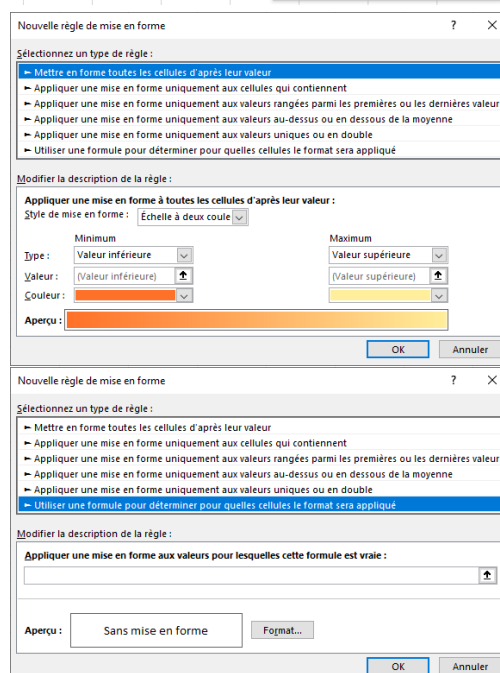 Nouvelle règle de mise en forme ? ×
Sélectionnez un type de règle :
► Mettre en forme toutes les cellules d'après leur valeur
► Appliquer une mise en forme uniquement aux cellules qui contiennent
► Appliquer une mise en forme uniquement aux valeurs rangées parmi les premières ou les dernières valeur
► Appliquer une mise en forme uniquement aux valeurs au-dessus ou en dessous de la moyenne
► Appliquer une mise en forme uniquement aux valeurs uniques ou en double
► Utiliser une formule pour déterminer pour quelles cellules le format sera appliqué
Modifier la description de la règle :
Appliquer une mise en forme à toutes les cellules d'après leur valeur :
Style de mise en forme : Échelle à deux coule
Minimum Maximum
Type : Valeur inférieure Valeur supérieure
Valeur : (Valeur inférieure) (Valeur supérieure)
Couleur :
Aperçu :
OK Annuler
Nouvelle règle de mise en forme ? ×
Sélectionnez un type de règle :
► Mettre en forme toutes les cellules d'après leur valeur
► Appliquer une mise en forme uniquement aux cellules qui contiennent
► Appliquer une mise en forme uniquement aux valeurs rangées parmi les premières ou les dernières valeur
► Appliquer une mise en forme uniquement aux valeurs au-dessus ou en dessous de la moyenne
► Appliquer une mise en forme uniquement aux valeurs uniques ou en double
► Utiliser une formule pour déterminer pour quelles cellules le format sera appliqué
Modifier la description de la règle :
Appliquer une mise en forme aux valeurs pour lesquelles cette formule est vraie :
Aperçu : Sans mise en forme Format...
OK Annuler